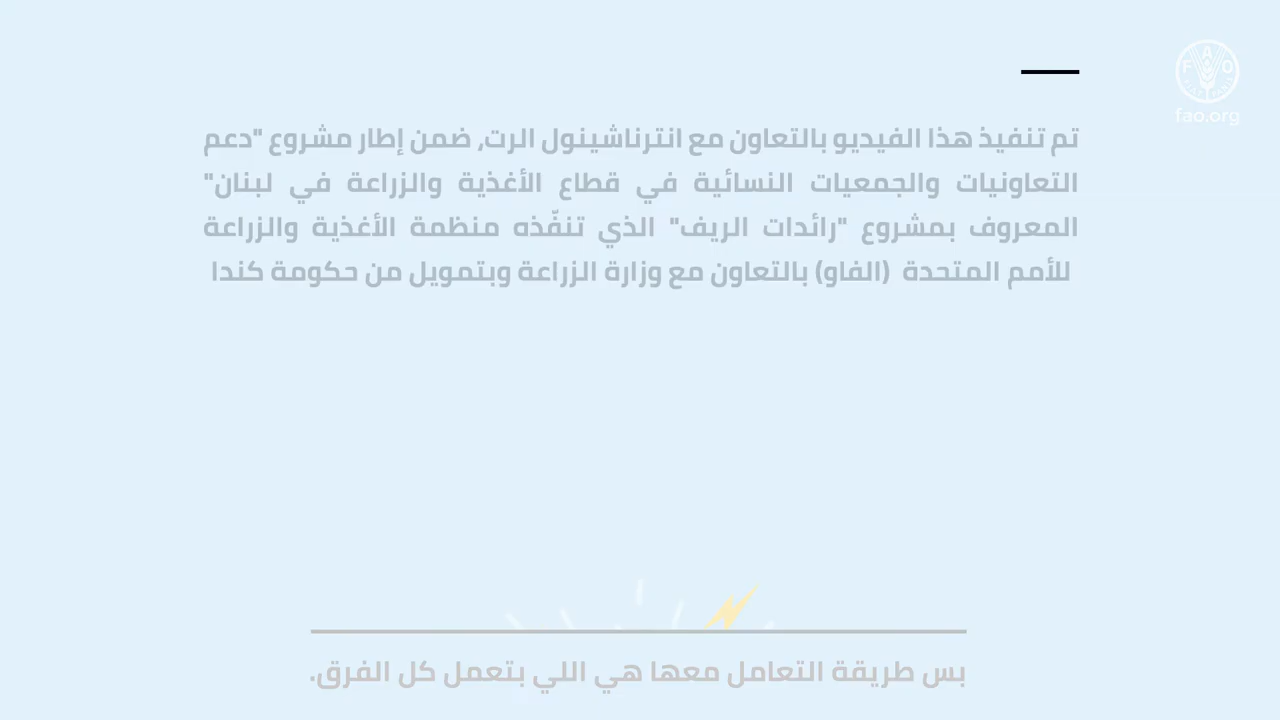 FAO
fao.org
تم تنفيذ هذا الفيديو بالتعاون مع انترناشينول الرت، ضمن إطار مشروع "دعم
التعاونيات والجمعيات النسائية في قطاع الأغذية والزراعة في لبنان"
المعروف بمشروع "رائدات الريف" الذي تنفّذه منظمة الأغذية والزراعة
للأمم المتحدة (الفاو) بالتعاون مع وزارة الزراعة وبتمويل من حكومة كندا
بس طريقة التعامل معها هي اللي بتعمل كل الفرق.